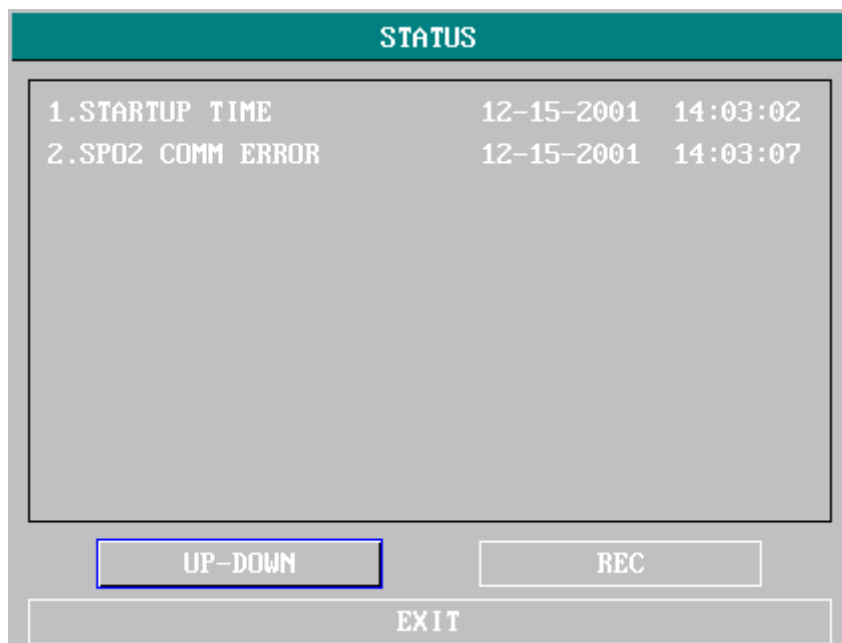 STATUS
1.STARTUP TIME 12-15-2001 14:03:02
2.SPO2 COMM ERROR 12-15-2001 14:03:07
UP-DOWN REC
EXIT